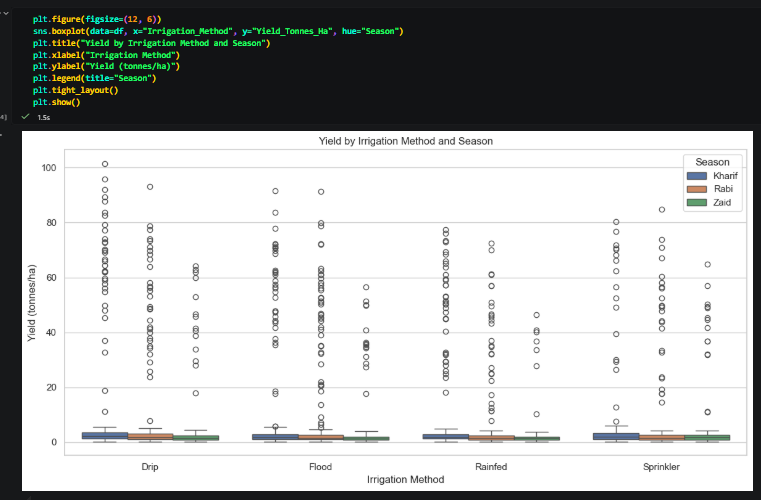 plt.figure(figsize=(12, 6))
sns.boxplot(data=df, x="Irrigation_Method", y="Yield_Tonnes_Ha", hue="Season")
plt.title("Yield by Irrigation Method and Season")
plt.xlabel("Irrigation Method")
plt.ylabel("Yield (tonnes/ha)")
plt.legend(title="Season")
plt.tight_layout()
plt.show()
4]
1.5s
Yield by Irrigation Method and Season
Season
Kharif
Rabi
Zaid
100
80
60
40
20
0
Yield (tonnes/ha)
Drip Flood Rainfed Sprinkler
Irrigation Method